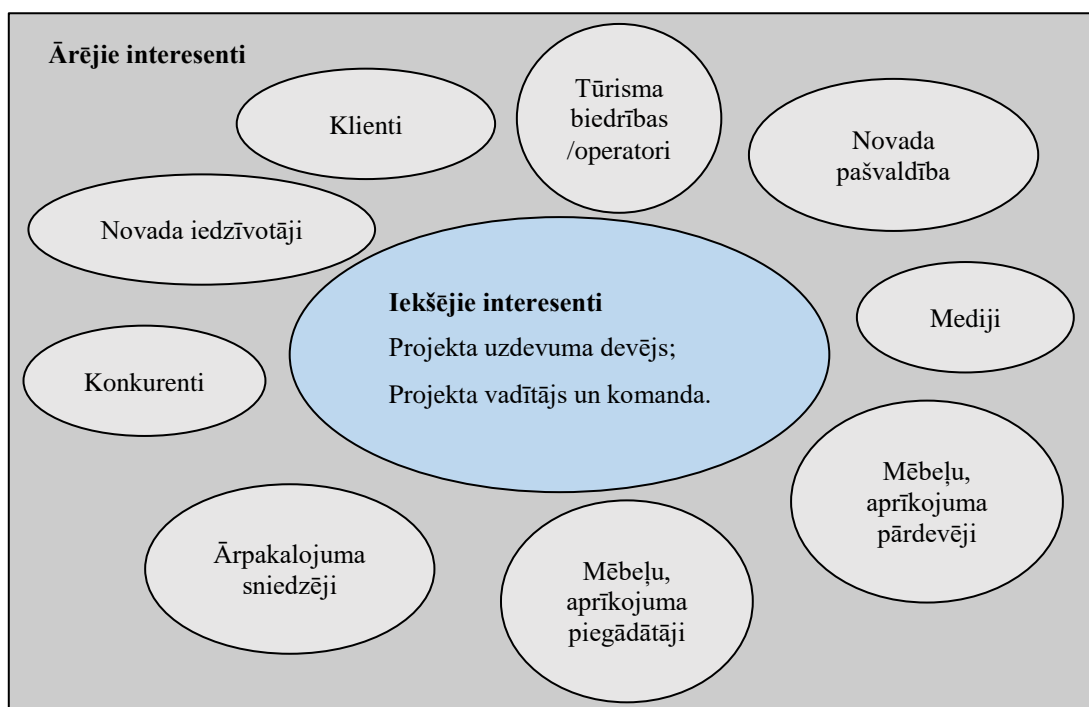 Ārējie interesenti
Klienti
Tūrisma
biedrības
/operatori
Novada
pašvaldība
Novada iedzīvotāji
Iekšējie interesenti
Projekta uzdevuma devējs;
Projekta vadītājs un komanda.
Mediji
Konkurenti
Mēbeļu,
aprīkojuma
pārdevēji
Ārpakalojuma
sniedzēji
Mēbeļu,
aprīkojuma
piegādātāji